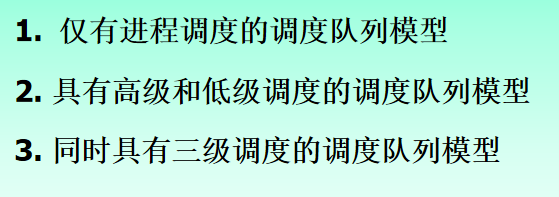 1. 仅有进程调度的调度队列模型
2. 具有高级和低级调度的调度队列模型
3. 同时具有三级调度的调度队列模型